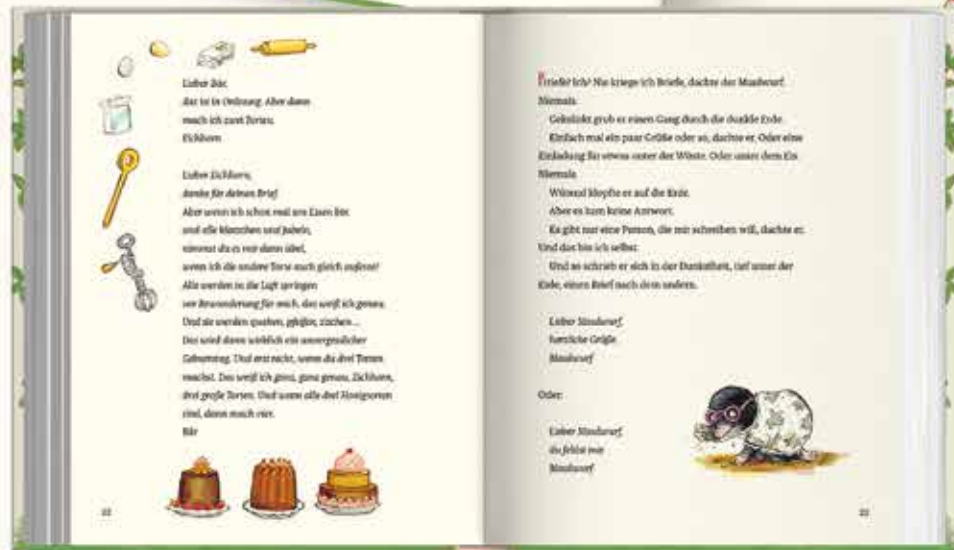 Lieber Bär,
das ist in Ordnung. Aber dann
mach ich zwei Torten.
Eichhorn
Lieber Eichhorn,
danke für deinen Brief.
Aber wenn ich schon mal am Essen bin
und alle klatschen und jubeln,
nimmst du es mir dann übel,
wenn ich die andere Torte auch gleich aufesse?
Alle werden in die Luft springen
vor Bewunderung für mich, das weiß ich genau.
Und sie werden quaken, pfeifen, zischen ...
Das wird dann wirklich ein unvergesslicher
Geburtstag. Und erst recht, wenn du drei Torten
machst. Das weiß ich ganz, ganz genau, Eichhorn,
drei große Torten. Und wenn alle drei Honigtorten
sind, dann mach vier.
Bär
22
Briefe? Ich? Nie kriege ich Briefe, dachte der Maulwurf.
Niemals.
Geknickt grub er einen Gang durch die dunkle Erde.
Einfach mal ein paar Grüße oder so, dachte er. Oder eine
Einladung für etwas unter der Wüste. Oder unter dem Eis.
Niemals.
Wütend klopfte er auf die Erde.
Aber es kam keine Antwort.
Es gibt nur eine Person, die mir schreiben will, dachte er.
Und das bin ich selbst.
Und so schrieb er sich in der Dunkelheit, tief unter der
Erde, einen Brief nach dem andern.
Lieber Maulwurf,
herzliche Grüße.
Maulwurf
Oder:
Lieber Maulwurf,
du fehlst mir.
Maulwurf
23